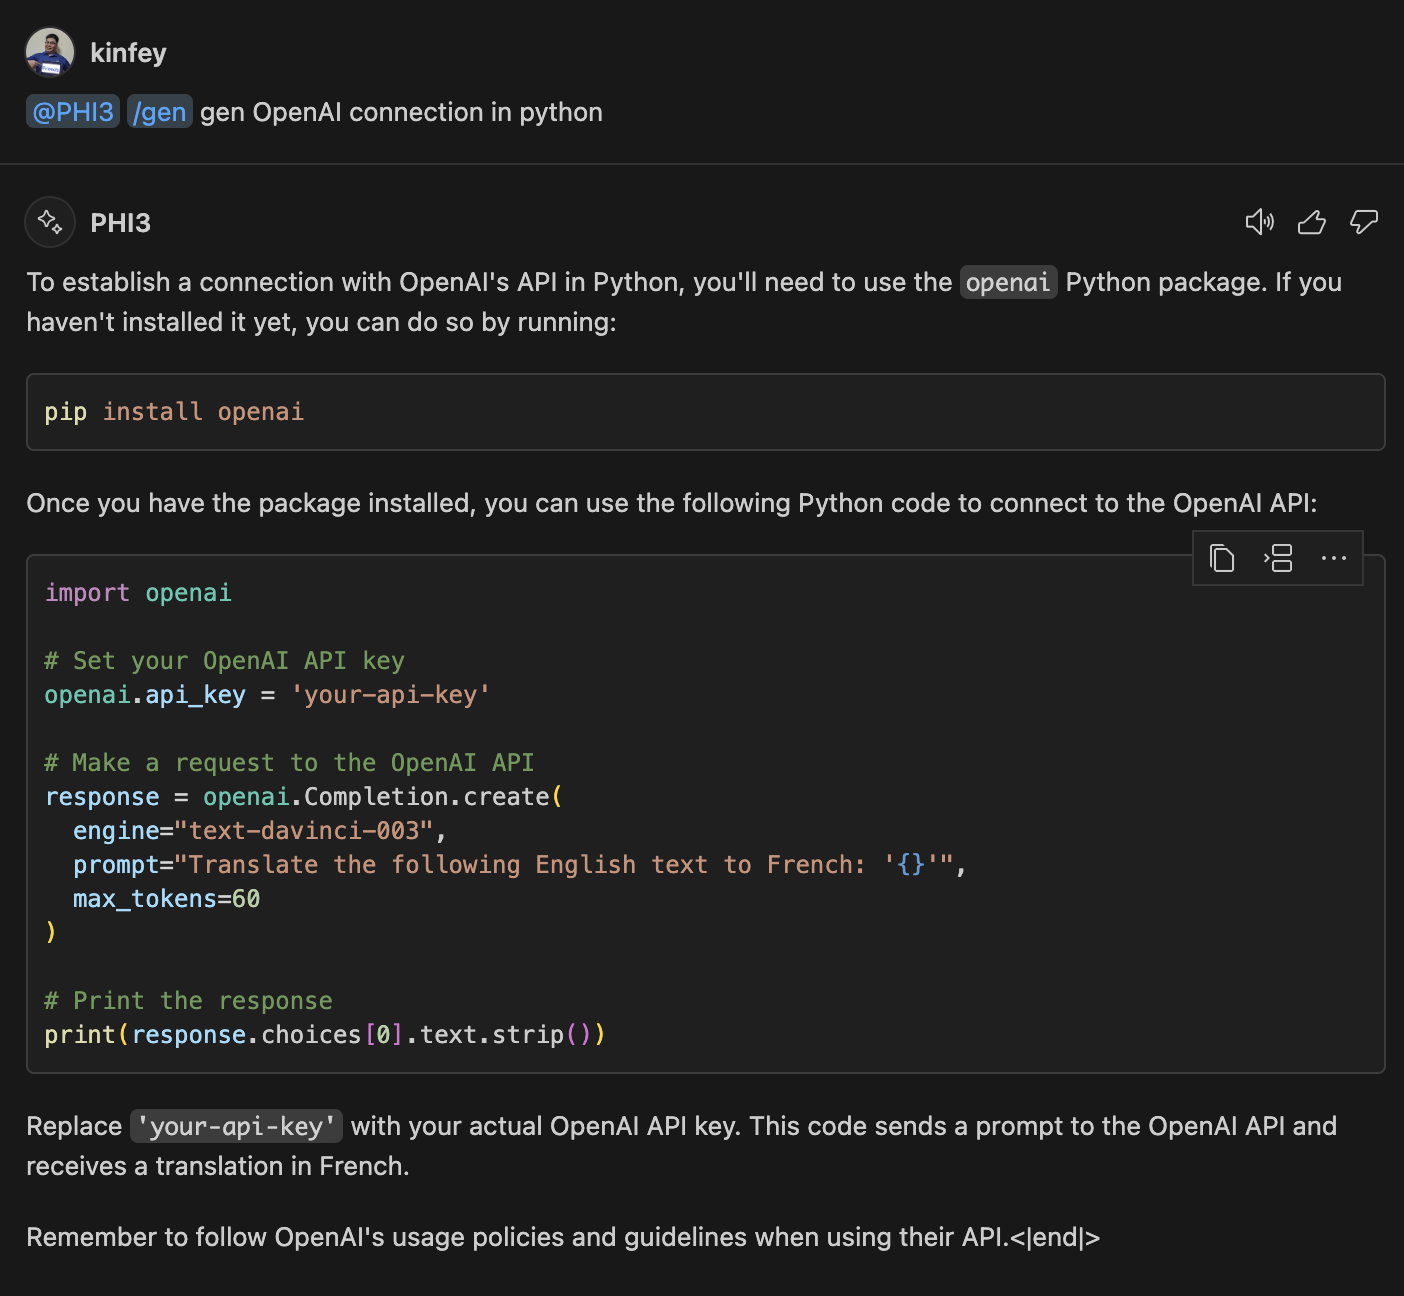 kinfey
@PHI3 /gen gen OpenAI connection in python
PHI3
To establish a connection with OpenAI's API in Python, you'll need to use the openai Python package. If you
haven't installed it yet, you can do so by running:
pip install openai
Once you have the package installed, you can use the following Python code to connect to the OpenAI API:
import openai
# Set your OpenAI API key
openai.api_key = 'your-api-key'
# Make a request to the OpenAI API
response = openai.Completion.create(
  engine="text-davinci-003",
  prompt="Translate the following English text to French: '{}'",
  max_tokens=60
)
# Print the response
print(response.choices[0].text.strip())
Replace 'your-api-key' with your actual OpenAI API key. This code sends a prompt to the OpenAI API and
receives a translation in French.
Remember to follow OpenAI's usage policies and guidelines when using their API.<|end|>